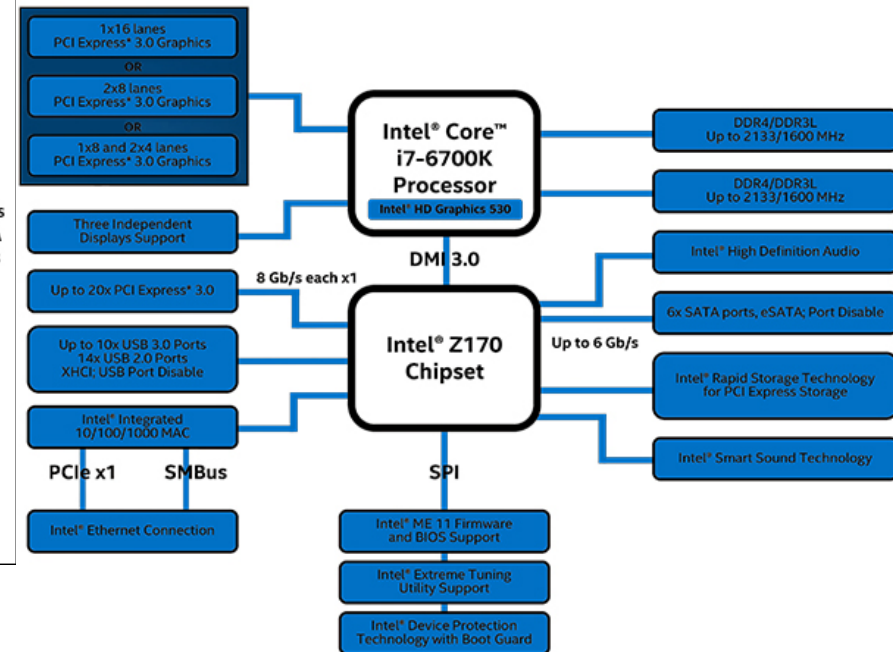 1x16 lanes
PCI Express* 3.0 Graphics
OR
2x8 lanes
PCI Express* 3.0 Graphics
OR
1x8 and 2x4 lanes
PCI Express* 3.0 Graphics
Intel® Core™
i7-6700K
Processor
Intel® HD Graphics 530
DDR4/DDR3L
Up to 2133/1600 MHz
DDR4/DDR3L
Up to 2133/1600 MHz
Three Independent
Displays Support
DMI 3.0
Intel® High Definition Audio
8 Gb/s each x1
Up to 20x PCI Express* 3.0
Intel® Z170
Chipset
6x SATA ports, eSATA; Port Disable
Up to 6 Gb/s
Up to 10x USB 3.0 Ports
14x USB 2.0 Ports
XHCI; USB Port Disable
Intel® Rapid Storage Technology
for PCI Express Storage
Intel® Integrated
10/100/1000 MAC
Intel® Smart Sound Technology
PCIe x1
SMBus
SPI
Intel® Ethernet Connection
Intel® ME 11 Firmware
and BIOS Support
Intel® Extreme Tuning
Utility Support
Intel® Device Protection
Technology with Boot Guard